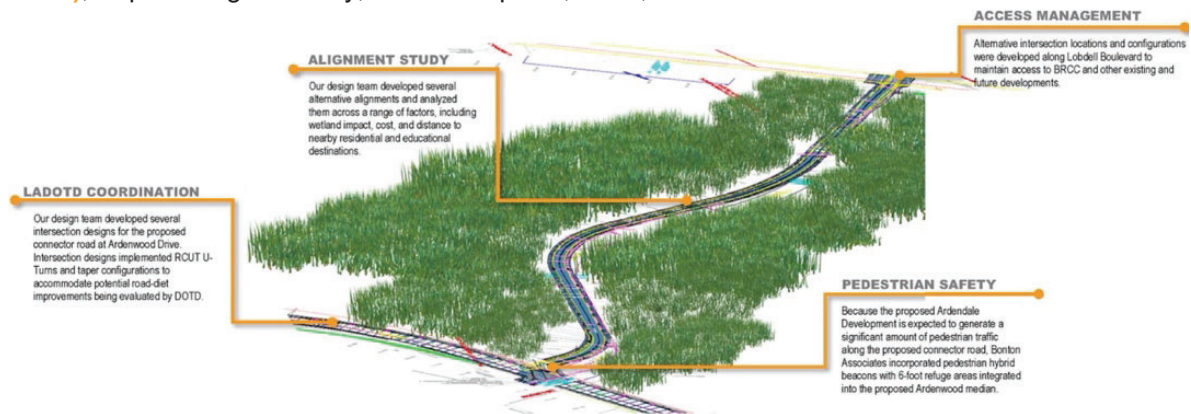 ACCESS MANAGEMENT
Alternative intersection locations and configurations
were developed along Lobdell Boulevard to
maintain access to BRCC and other existing and
future developments.
ALIGNMENT STUDY
Our design team developed several
alternative alignments and analyzed
them across a range of factors, including
wetland impact, cost, and distance to
nearby residential and educational
destinations.
LADOTD COORDINATION
Our design team developed several
intersection designs for the proposed
connector road at Ardenwood Drive.
Intersection designs implemented RCUT U-
Turns and taper configurations to
accommodate potential road-diet
improvements being evaluated by DOTD.
PEDESTRIAN SAFETY
Because the proposed Ardendale
Development is expected to generate a
significant amount of pedestrian traffic
along the proposed connector road, Bonton
Associates incorporated pedestrian hybrid
beacons with 6-foot refuge areas integrated
into the proposed Ardenwood median.